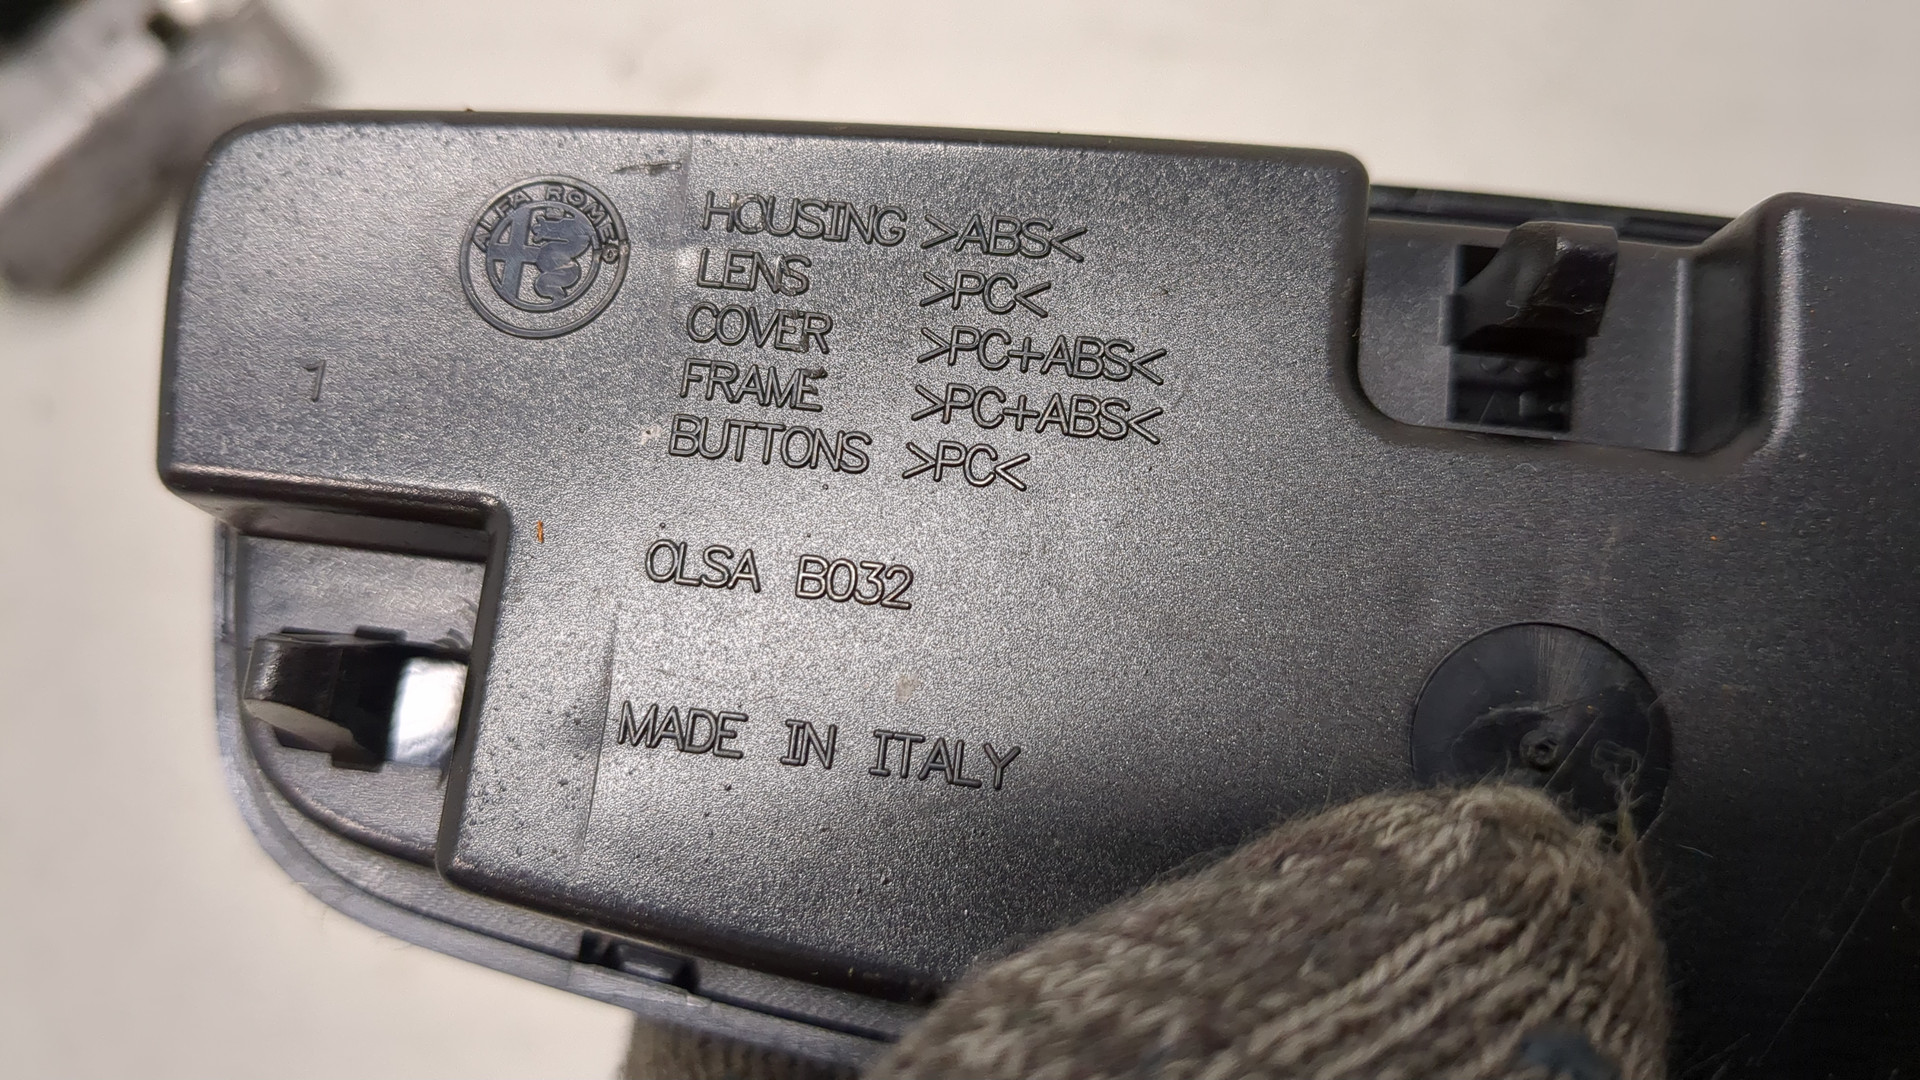 ALFA ROMEO
HOUSING >ABS<
LENS >PC<
COVER >PC+ABS<
FRAME >PC+ABS<
BUTTONS >PC<
1
OLSA B032
MADE IN ITALY